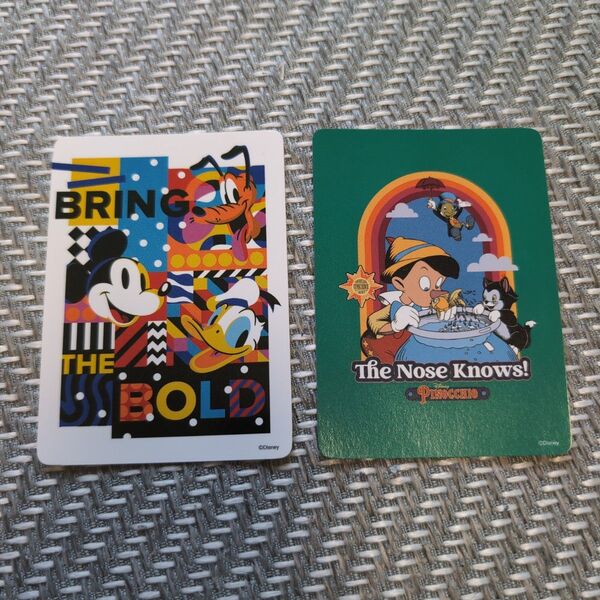 BRING
THE
BOLD
©Disney
The Nose Knows!
Disney
PINOCCHIO
©Disney